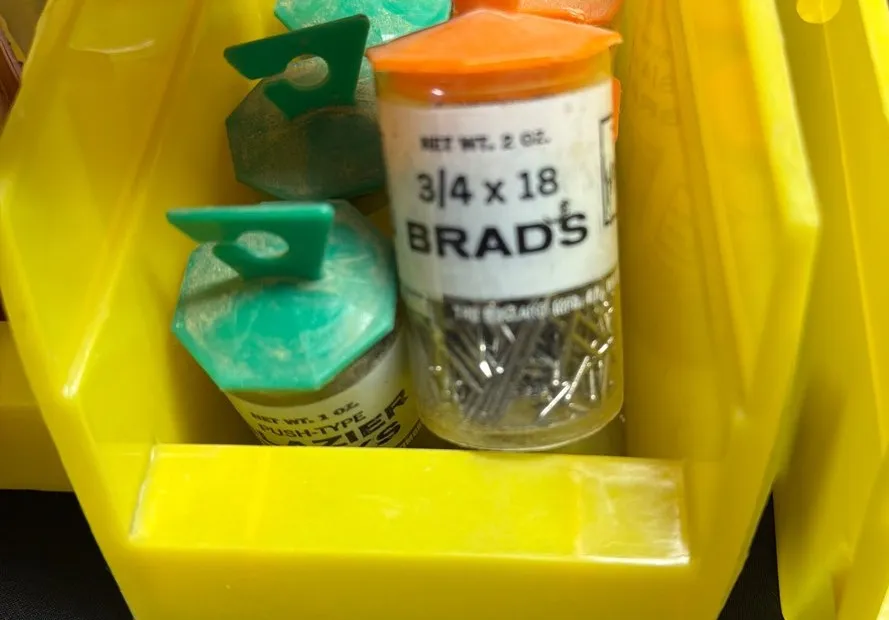 NET WT. 2 OZ.
3/4 x 18
BRADS
NET WT. 1 OZ.
PUSH-TYPE